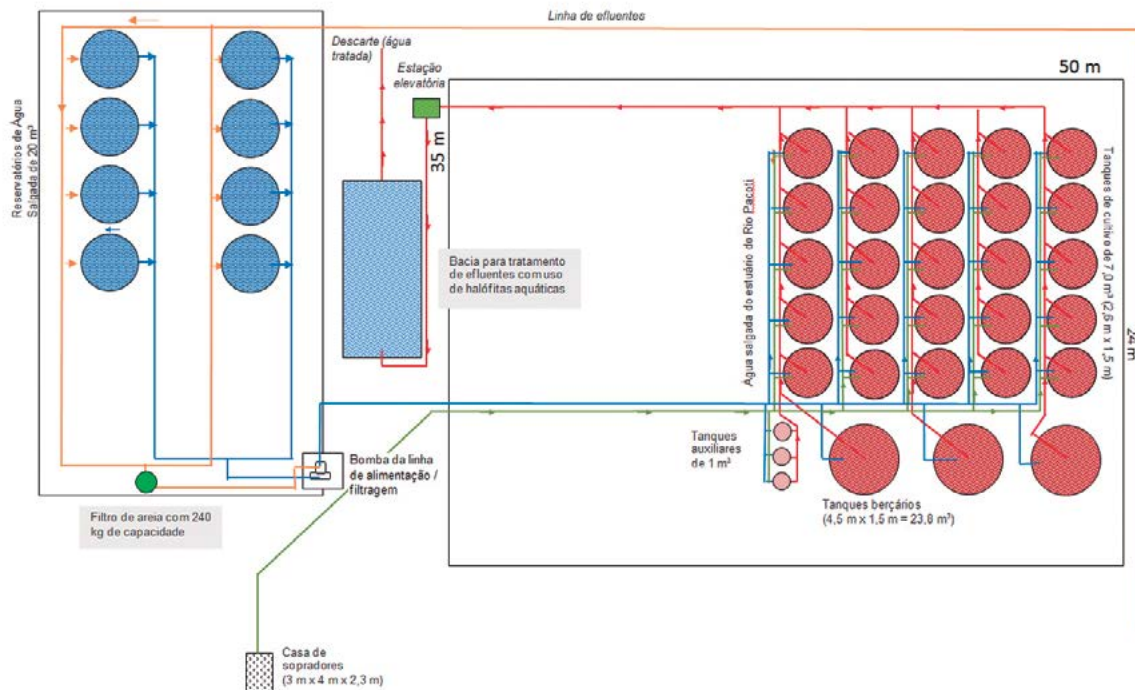 Linha de efluentes
Descarte (água
tratada)
Estação
elevatória
50 m
35 m
Reservatórios de Água
Salgada de 20 m³
Bacia para tratamento
de efluentes com uso
de halófitas aquáticas
Água salgada do estuário do Rio Pacoti
Tanques de cultivo de 7,0 m³ (2,6 m x 1,5 m)
24 m
Tanques
auxiliares
de 1 m³
Bomba da linha
de alimentação /
filtragem
Tanques berçários
(4,5 m x 1,5 m = 23,8 m³)
Filtro de areia com 240
kg de capacidade
Casa de
sopradores
(3 m x 4 m x 2,3 m)